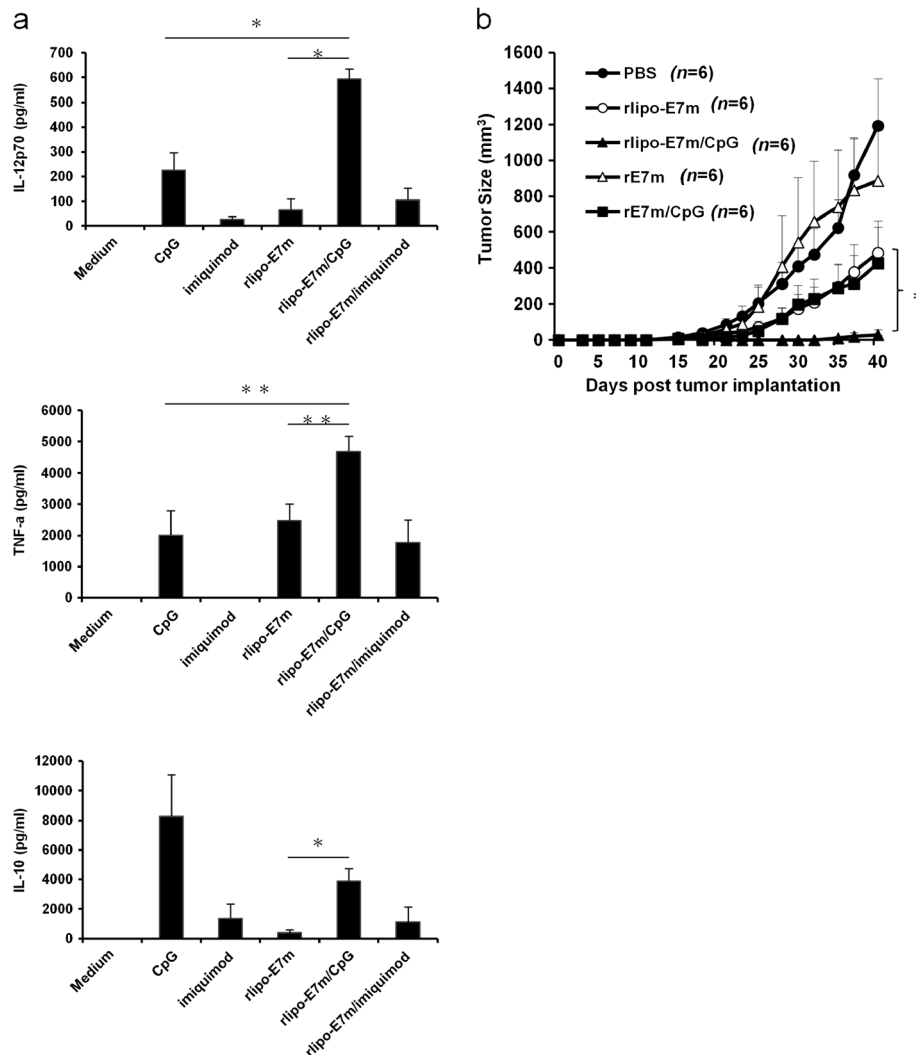 a
*
*
IL-12p70 (pg/ml)
700
600
500
400
300
200
100
0
Medium
CpG
imiquimod
rlipo-E7m
rlipo-E7m/CpG
rlipo-E7m/imiquimod
**
**
TNF-a (pg/ml)
6000
5000
4000
3000
2000
1000
0
Medium
CpG
imiquimod
rlipo-E7m
rlipo-E7m/CpG
rlipo-E7m/imiquimod
*
IL-10 (pg/ml)
12000
10000
8000
6000
4000
2000
0
Medium
CpG
imiquimod
rlipo-E7m
rlipo-E7m/CpG
rlipo-E7m/imiquimod
b
Tumor Size (mm³)
1600
1400
1200
1000
800
600
400
200
0
PBS (n=6)
rlipo-E7m (n=6)
rlipo-E7m/CpG (n=6)
rE7m (n=6)
rE7m/CpG (n=6)
0 5 10 15 20 25 30 35 40
Days post tumor implantation